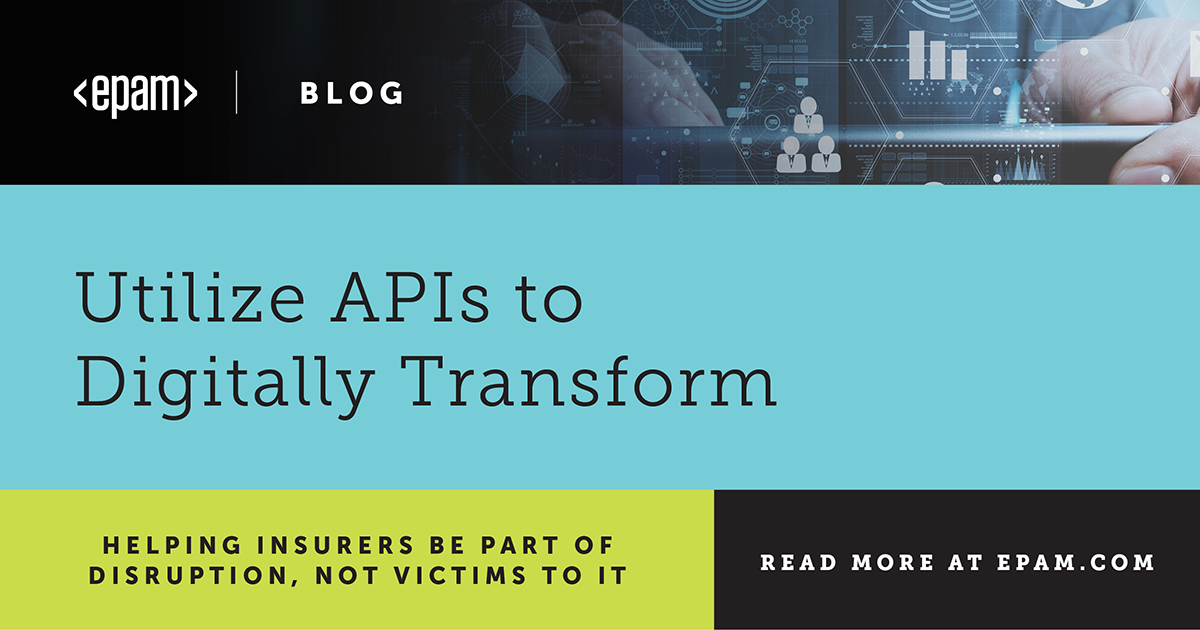 <epam> | BLOG
Utilize APIs to
Digitally Transform
HELPING INSURERS BE PART OF
DISRUPTION, NOT VICTIMS TO IT
READ MORE AT EPAM.COM